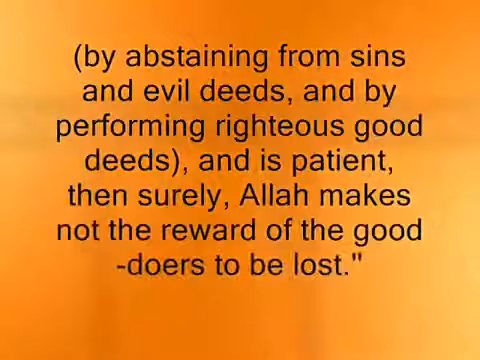 (by abstaining from sins
and evil deeds, and by
performing righteous good
deeds), and is patient,
then surely, Allah makes
not the reward of the good
-doers to be lost."